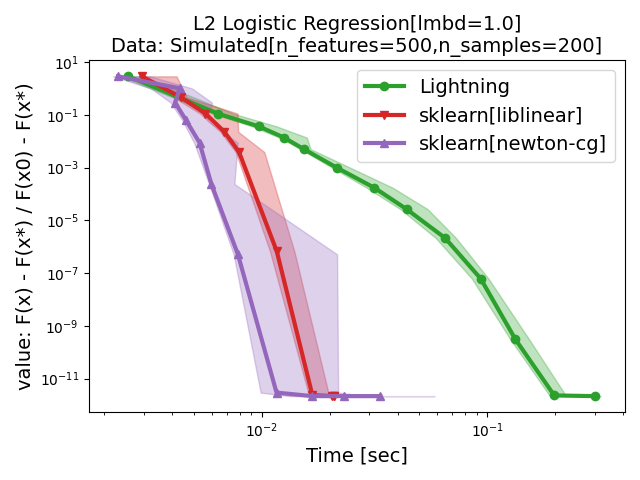 L2 Logistic Regression[lmbd=1.0]
Data: Simulated[n_features=500,n_samples=200]
value: F(x) - F(x*) / F(x0) - F(x*)
10¹
10⁻¹
10⁻³
10⁻⁵
10⁻⁷
10⁻⁹
10⁻¹¹
Lightning
sklearn[liblinear]
sklearn[newton-cg]
10⁻²
10⁻¹
Time [sec]